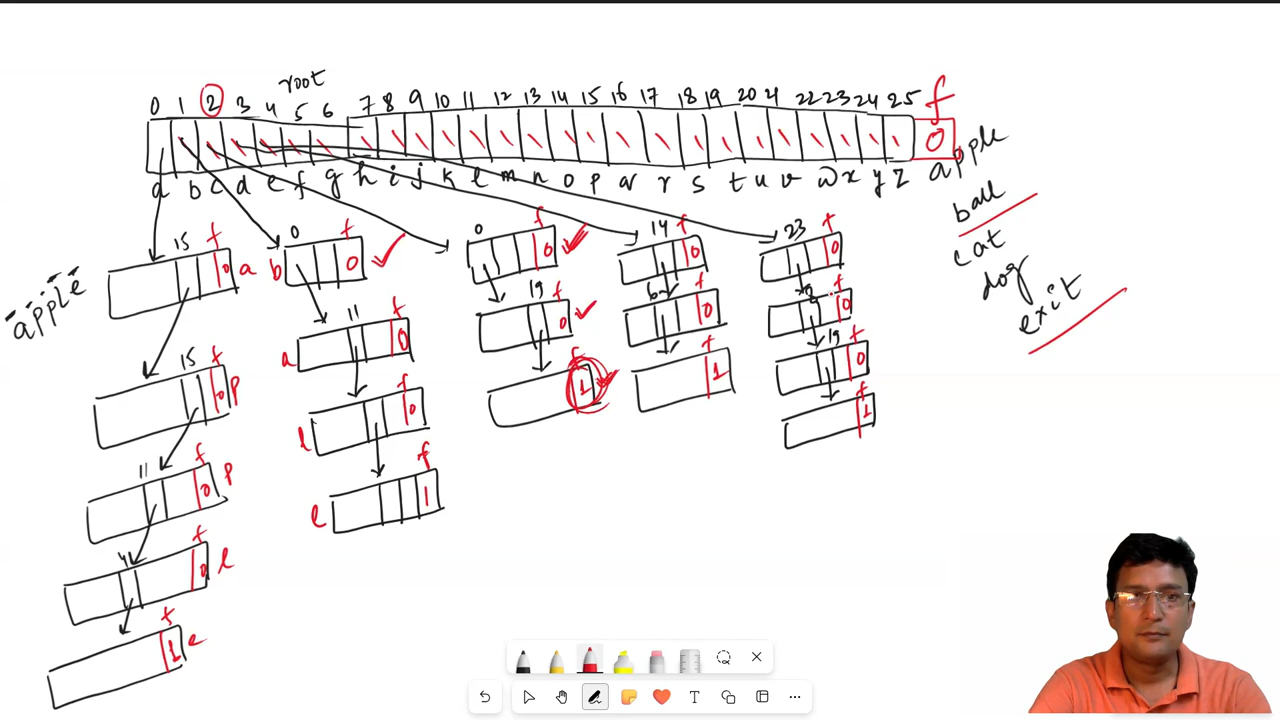 root
0 1 2 3 4 5 6 7 8 9 10 11 12 13 14 15 16 17 18 19 20 21 22 23 24 25 f
0
a b c d e f g h i j k l m n o p q r s t u v w x y z
apple
ball
cat
dog
exit
apple
15 f
0 a
15 f
0 p
11 f
0 p
4 f
0 l
f
1 e
0 f
b 0
11 f
a 0
f
l 0
f
l 1
0 f
0
19 f
0
f
1
14 f
0
6 f
0
f
1
23 f
0
f
0
19 f
0
f
1
T